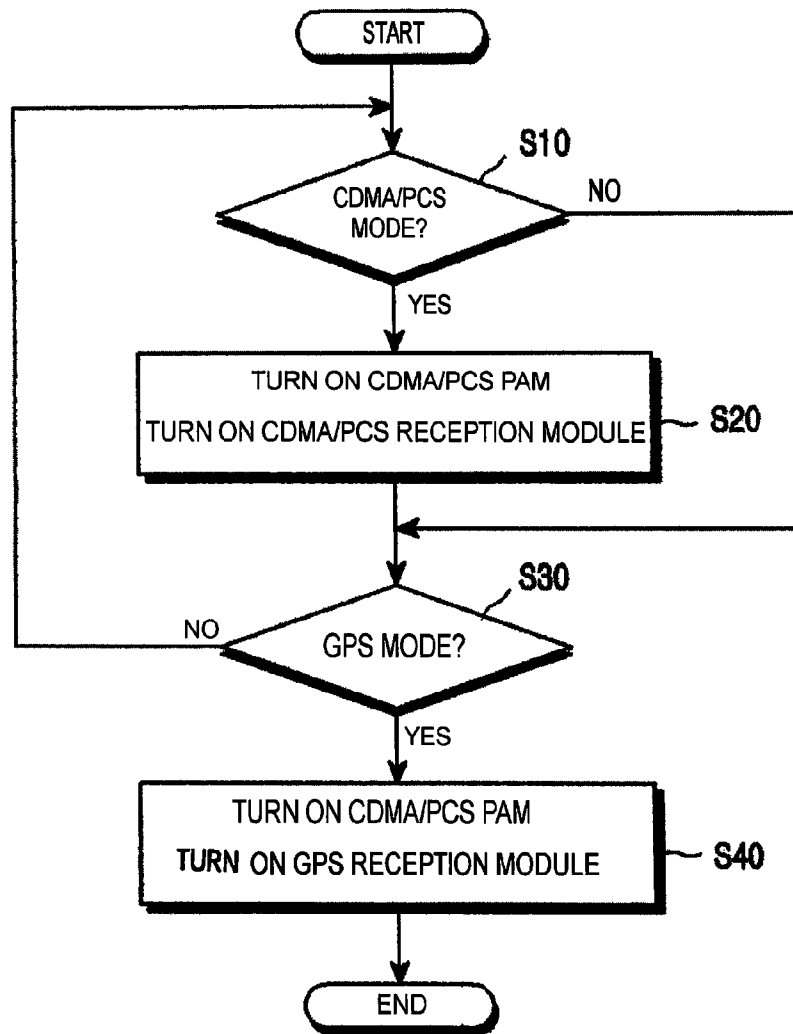 START
S10
CDMA/PCS
MODE?
NO
YES
TURN ON CDMA/PCS PAM
TURN ON CDMA/PCS RECEPTION MODULE
S20
S30
NO
GPS MODE?
YES
TURN ON CDMA/PCS PAM
TURN ON GPS RECEPTION MODULE
S40
END